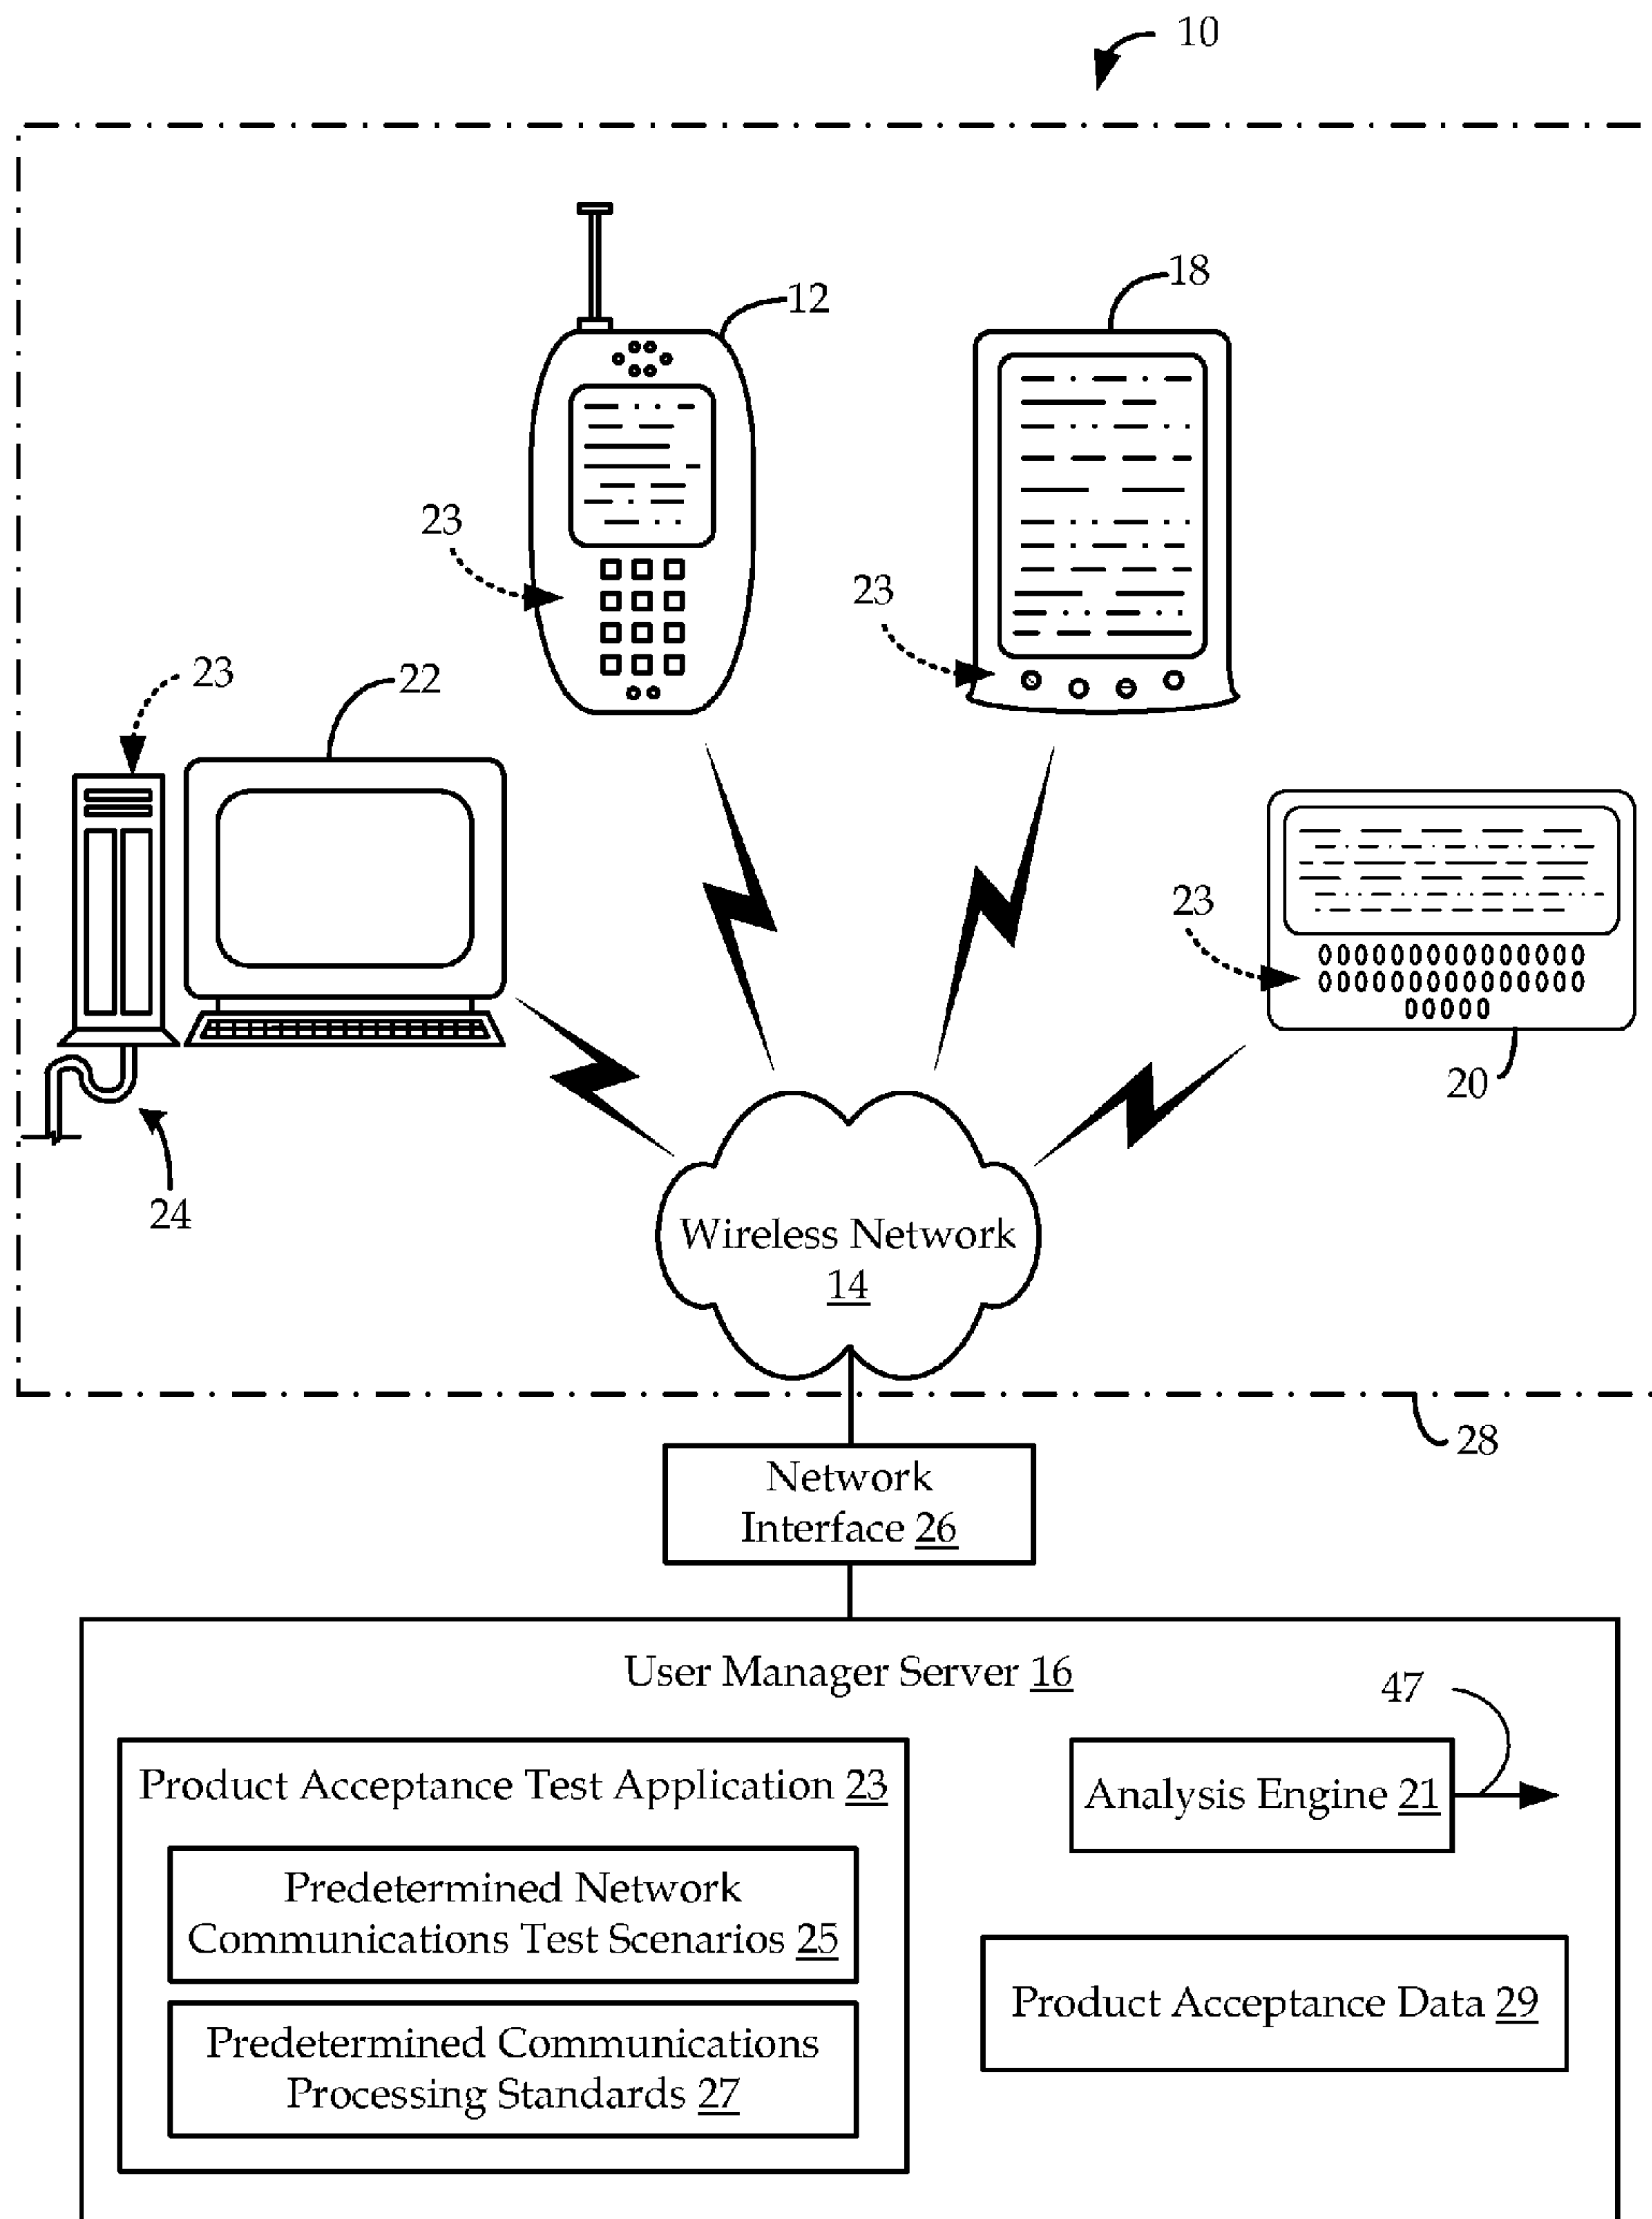 10
18
12
23
23
23
22
23
20
24
Wireless Network
14
28
Network
Interface 26
User Manager Server 16
47
Product Acceptance Test Application 23
Analysis Engine 21
Predetermined Network
Communications Test Scenarios 25
Product Acceptance Data 29
Predetermined Communications
Processing Standards 27